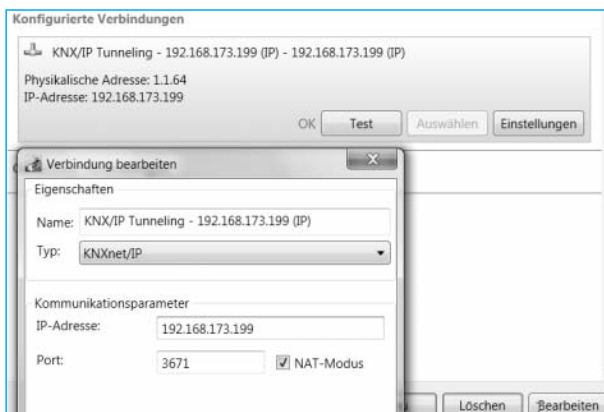 Konfigurierte Verbindungen
KNX/IP Tunneling - 192.168.173.199 (IP) - 192.168.173.199 (IP)
Physikalische Adresse: 1.1.64
IP-Adresse: 192.168.173.199
OK Test Auswählen Einstellungen
Verbindung bearbeiten
Eigenschaften
Name: KNX/IP Tunneling - 192.168.173.199 (IP)
Typ: KNXnet/IP
Kommunikationsparameter
IP-Adresse: 192.168.173.199
Port: 3671 NAT-Modus
Löschen Bearbeiten